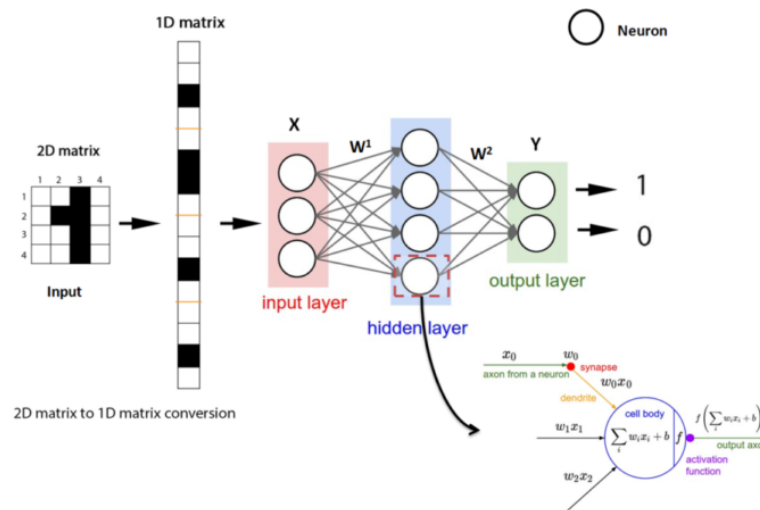 1D matrix
Neuron
X
W¹
W²
Y
2D matrix
1 2 3 4
1
2
3
4
Input
1
0
input layer
hidden layer
output layer
2D matrix to 1D matrix conversion
x₀
w₀
synapse
axon from a neuron
w₀x₀
dendrite
cell body
f(∑ᵢ wᵢxᵢ + b)
w₁x₁
∑ᵢ wᵢxᵢ + b
f
output axo
activation
function
w₂x₂